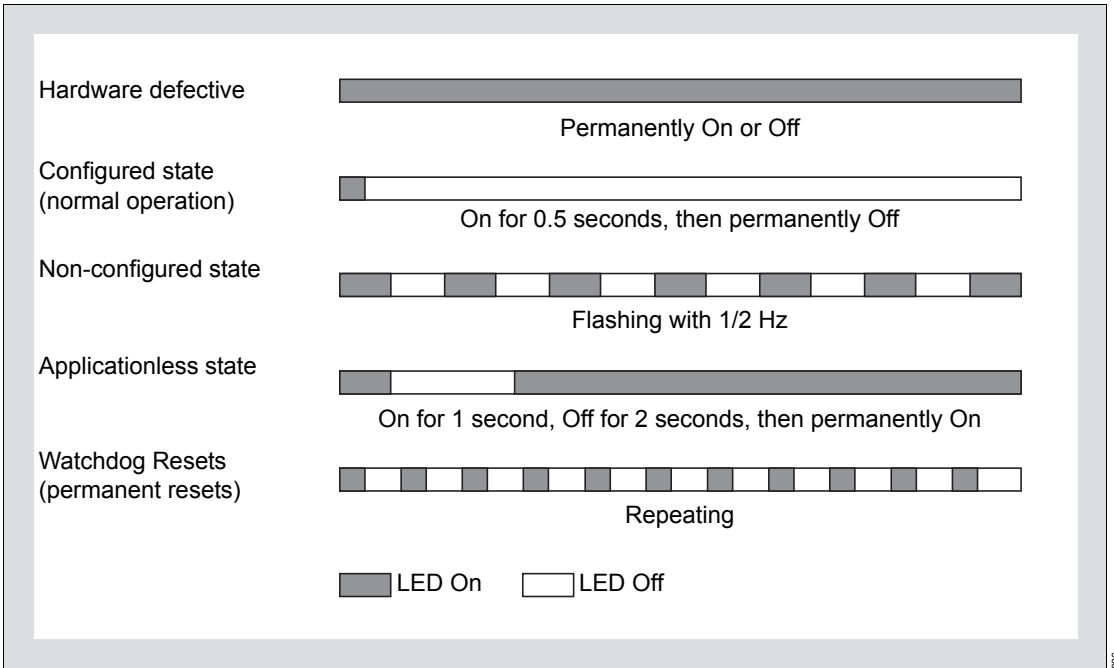 Hardware defective
Permanently On or Off
Configured state
(normal operation)
On for 0.5 seconds, then permanently Off
Non-configured state
Flashing with 1/2 Hz
Applicationless state
On for 1 second, Off for 2 seconds, then permanently On
Watchdog Resets
(permanent resets)
Repeating
LED On
LED Off